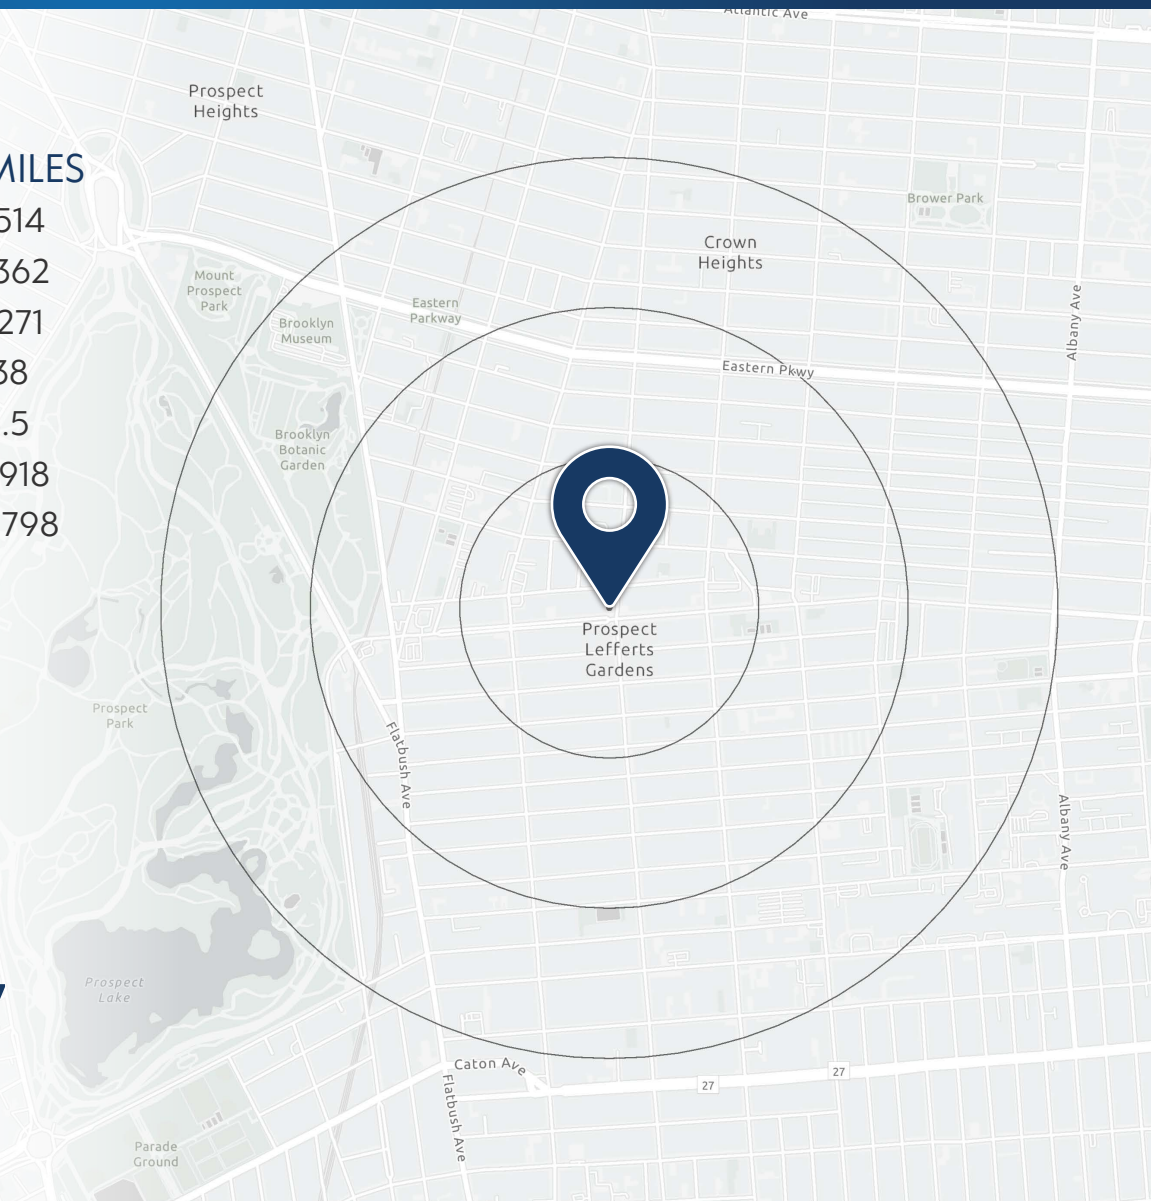 Atlantic Ave
Prospect
Heights
MILES
514
362
271
38
.5
918
798
Brower Park
Crown
Heights
Mount
Prospect
Park
Eastern
Parkway
Brooklyn
Museum
Albany Ave
Eastern Pkwy
Brooklyn
Botanic
Garden
Prospect
Lefferts
Gardens
Prospect
Park
Flatbush Ave
Albany Ave
Prospect
Lake
Caton Ave
27
27
Flatbush Ave
Parade
Ground